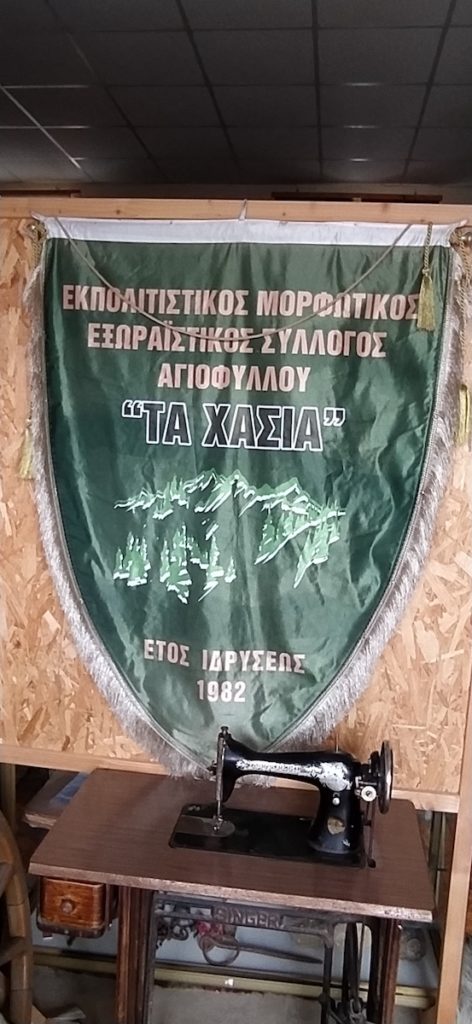 ΕΚΠΟΛΙΤΙΣΤΙΚΟΣ ΜΟΡΦΩΤΙΚΟΣ
ΕΞΩΡΑΪΣΤΙΚΟΣ ΣΥΛΛΟΓΟΣ
ΑΓΙΟΦΥΛΛΟΥ
"ΤΑ ΧΑΣΙΑ"
ΕΤΟΣ ΙΔΡΥΣΕΩΣ
1982
SINGER